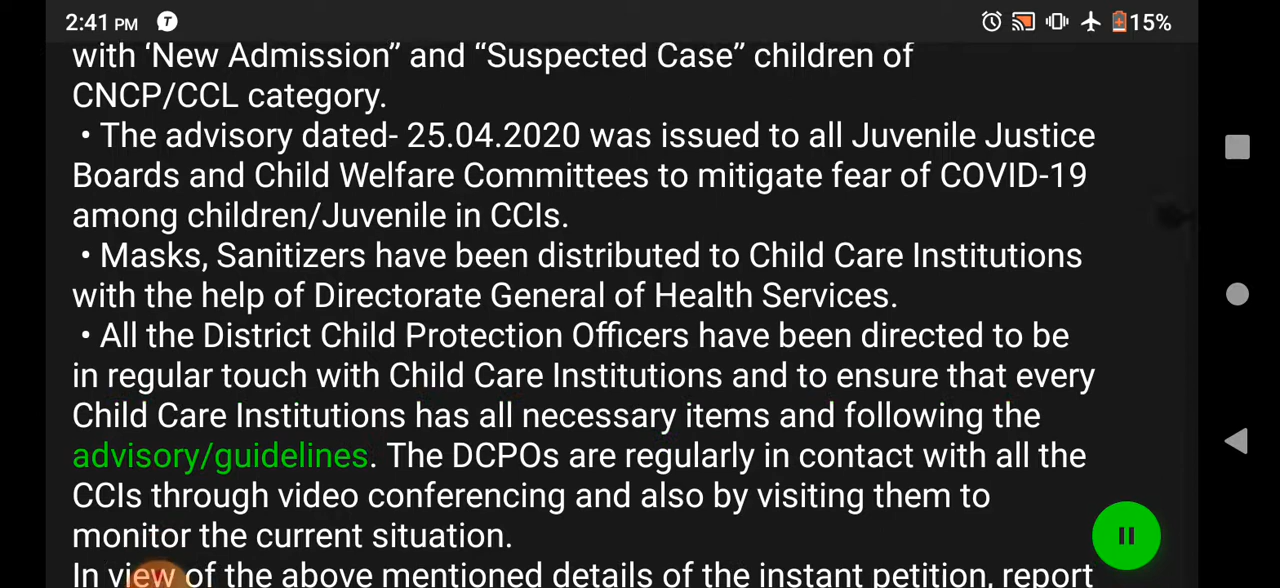 2:41 PM T 15%
with ‘New Admission” and “Suspected Case” children of
CNCP/CCL category.
• The advisory dated- 25.04.2020 was issued to all Juvenile Justice
Boards and Child Welfare Committees to mitigate fear of COVID-19
among children/Juvenile in CCIs.
• Masks, Sanitizers have been distributed to Child Care Institutions
with the help of Directorate General of Health Services.
• All the District Child Protection Officers have been directed to be
in regular touch with Child Care Institutions and to ensure that every
Child Care Institutions has all necessary items and following the
advisory/guidelines. The DCPOs are regularly in contact with all the
CCIs through video conferencing and also by visiting them to
monitor the current situation.
In view of the above mentioned details of the instant petition, report